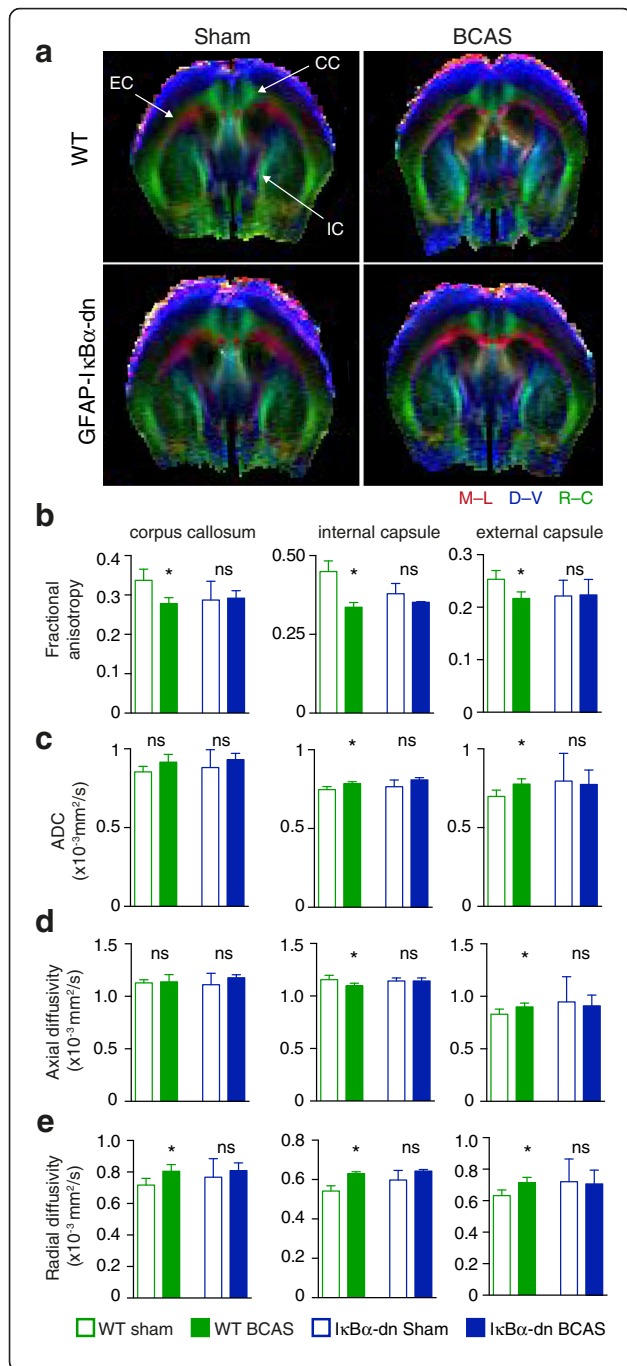 Sham BCAS
a
WT
EC
CC
IC
GFAP-IκBα-dn
M–L D–V R–C
b
corpus callosum internal capsule external capsule
Fractional
anisotropy
0.4
0.3
0.2
0.1
0
* ns
0.50
0.25
0
* ns
0.3
0.2
0.1
0
* ns
c
ADC
(x10⁻³mm²/s)
1
0.5
0
ns ns
1
0.5
0
* ns
1
0.5
0
* ns
d
Axial diffusivity
(x10⁻³mm²/s)
1.5
1.0
0.5
0
ns ns
1.5
1.0
0.5
0
* ns
1.5
1.0
0.5
0
* ns
e
Radial diffusivity
(x10⁻³mm²/s)
1.0
0.8
0.6
0.4
0.2
0
* ns
0.6
0.4
0.2
0
* ns
1.0
0.8
0.6
0.4
0.2
0
* ns
WT sham WT BCAS IκBα-dn Sham IκBα-dn BCAS